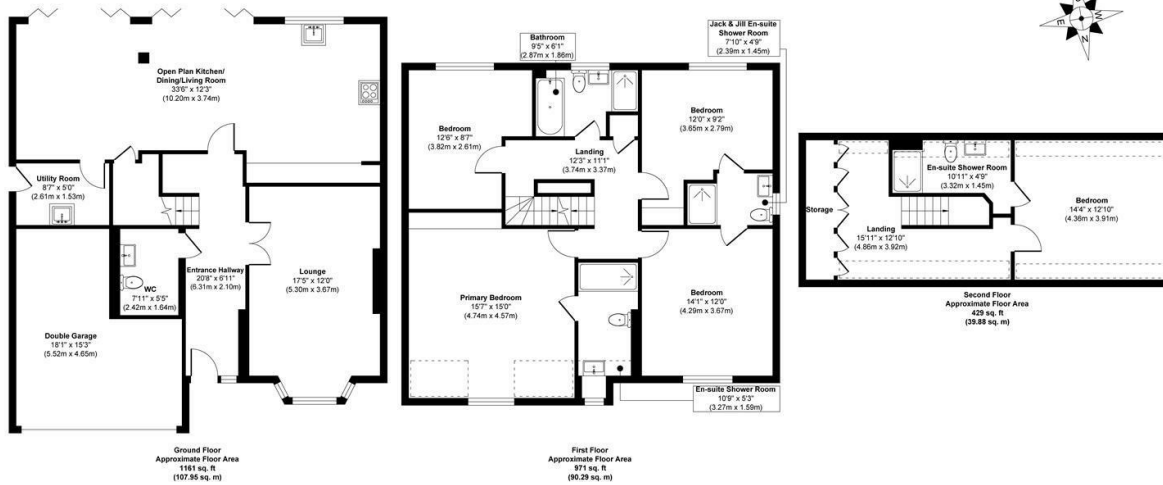 Open Plan Kitchen/
Dining/Living Room
33'6" x 12'3"
(10.20m x 3.74m)
Utility Room
8'7" x 5'0"
(2.61m x 1.53m)
WC
7'11" x 5'5"
(2.42m x 1.64m)
Entrance Hallway
20'8" x 6'11"
(6.31m x 2.10m)
Lounge
17'5" x 12'0"
(5.30m x 3.67m)
Double Garage
18'1" x 15'3"
(5.52m x 4.65m)
Ground Floor
Approximate Floor Area
1161 sq. ft
(107.95 sq. m)
Bathroom
9'5" x 6'1"
(2.87m x 1.86m)
Jack & Jill En-suite
Shower Room
7'10" x 4'9"
(2.39m x 1.45m)
Bedroom
12'6" x 8'7"
(3.82m x 2.61m)
Landing
12'3" x 11'1"
(3.74m x 3.37m)
Bedroom
12'0" x 9'2"
(3.65m x 2.79m)
Primary Bedroom
15'7" x 15'0"
(4.74m x 4.57m)
Bedroom
14'1" x 12'0"
(4.29m x 3.67m)
En-suite Shower Room
10'9" x 5'3"
(3.27m x 1.59m)
First Floor
Approximate Floor Area
971 sq. ft
(90.29 sq. m)
En-suite Shower Room
10'11" x 4'9"
(3.32m x 1.45m)
Storage
Landing
15'11" x 12'10"
(4.86m x 3.92m)
Bedroom
14'4" x 12'10"
(4.36m x 3.91m)
Second Floor
Approximate Floor Area
429 sq. ft
(39.88 sq. m)
E
W
N